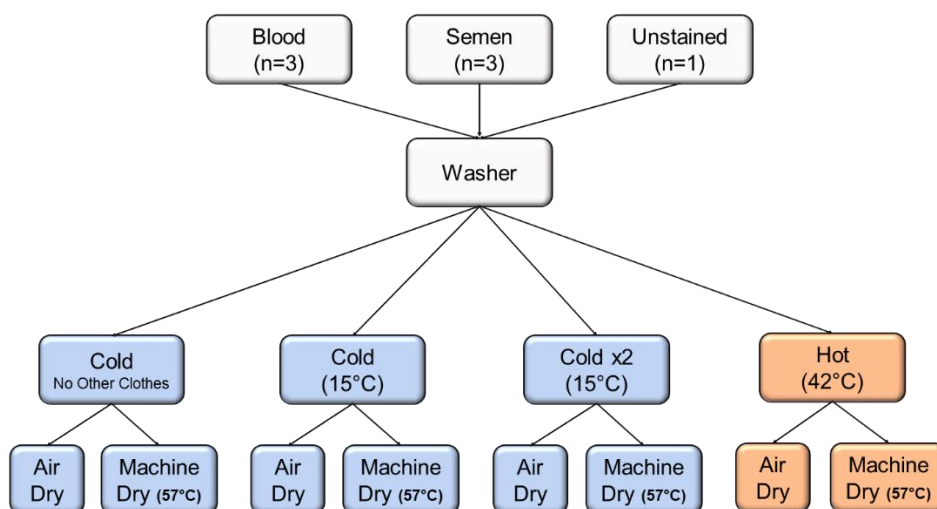 Blood
(n=3)
Semen
(n=3)
Unstained
(n=1)
Washer
Cold
No Other Clothes
Cold
(15°C)
Cold x2
(15°C)
Hot
(42°C)
Air
Dry
Machine
Dry (57°C)
Air
Dry
Machine
Dry (57°C)
Air
Dry
Machine
Dry (57°C)
Air
Dry
Machine
Dry (57°C)